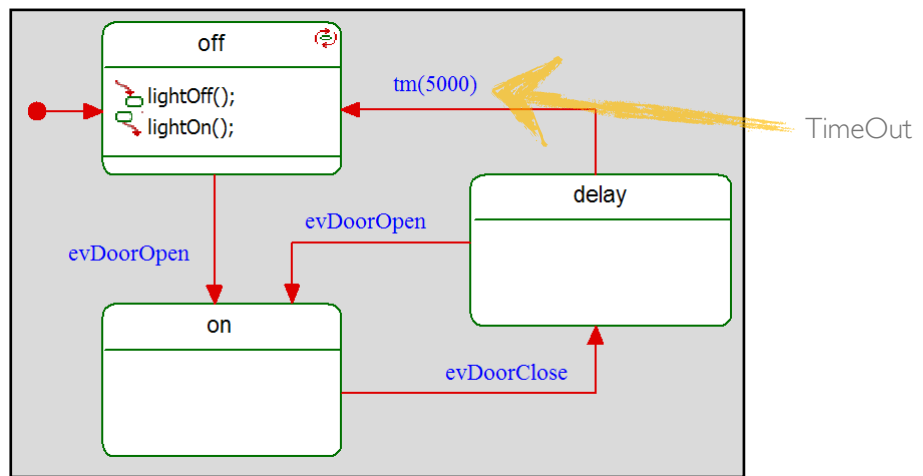 off
lightOff();
lightOn();
tm(5000)
TimeOut
delay
evDoorOpen
evDoorOpen
on
evDoorClose